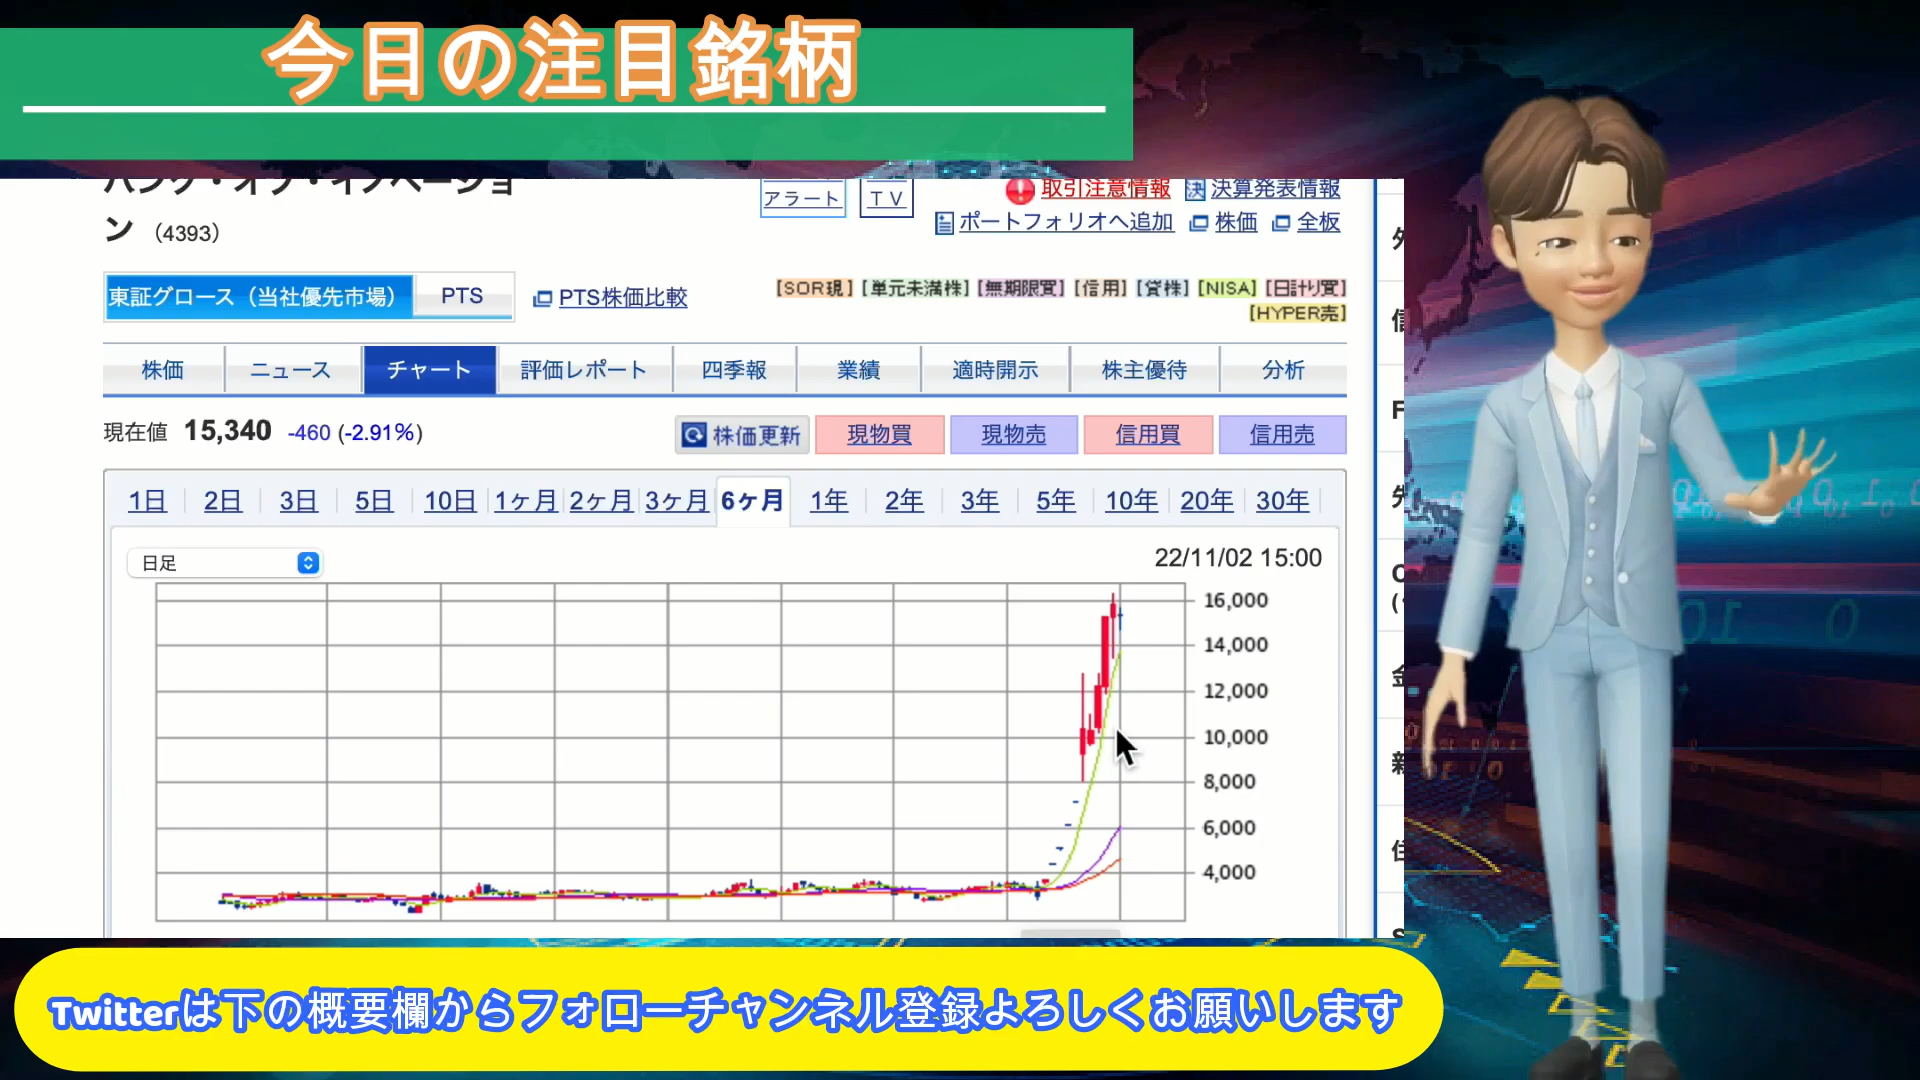 今日の注目銘柄
バンク・オブ・イノベーショ
ン (4393)
アラート
TV
取引注意情報
決算発表情報
ポートフォリオへ追加
株価
全板
東証グロース（当社優先市場）
PTS
PTS株価比較
[SOR現] [単元未満株] [無期限買] [信用] [貸株] [NISA] [日計り買]
[HYPER売]
株価
ニュース
チャート
評価レポート
四季報
業績
適時開示
株主優待
分析
現在値 15,340 -460 (-2.91%)
株価更新
現物買
現物売
信用買
信用売
1日
2日
3日
5日
10日
1ヶ月
2ヶ月
3ヶ月
6ヶ月
1年
2年
3年
5年
10年
20年
30年
日足
22/11/02 15:00
16,000
14,000
12,000
10,000
8,000
6,000
4,000
Twitterは下の概要欄からフォローチャンネル登録よろしくお願いします